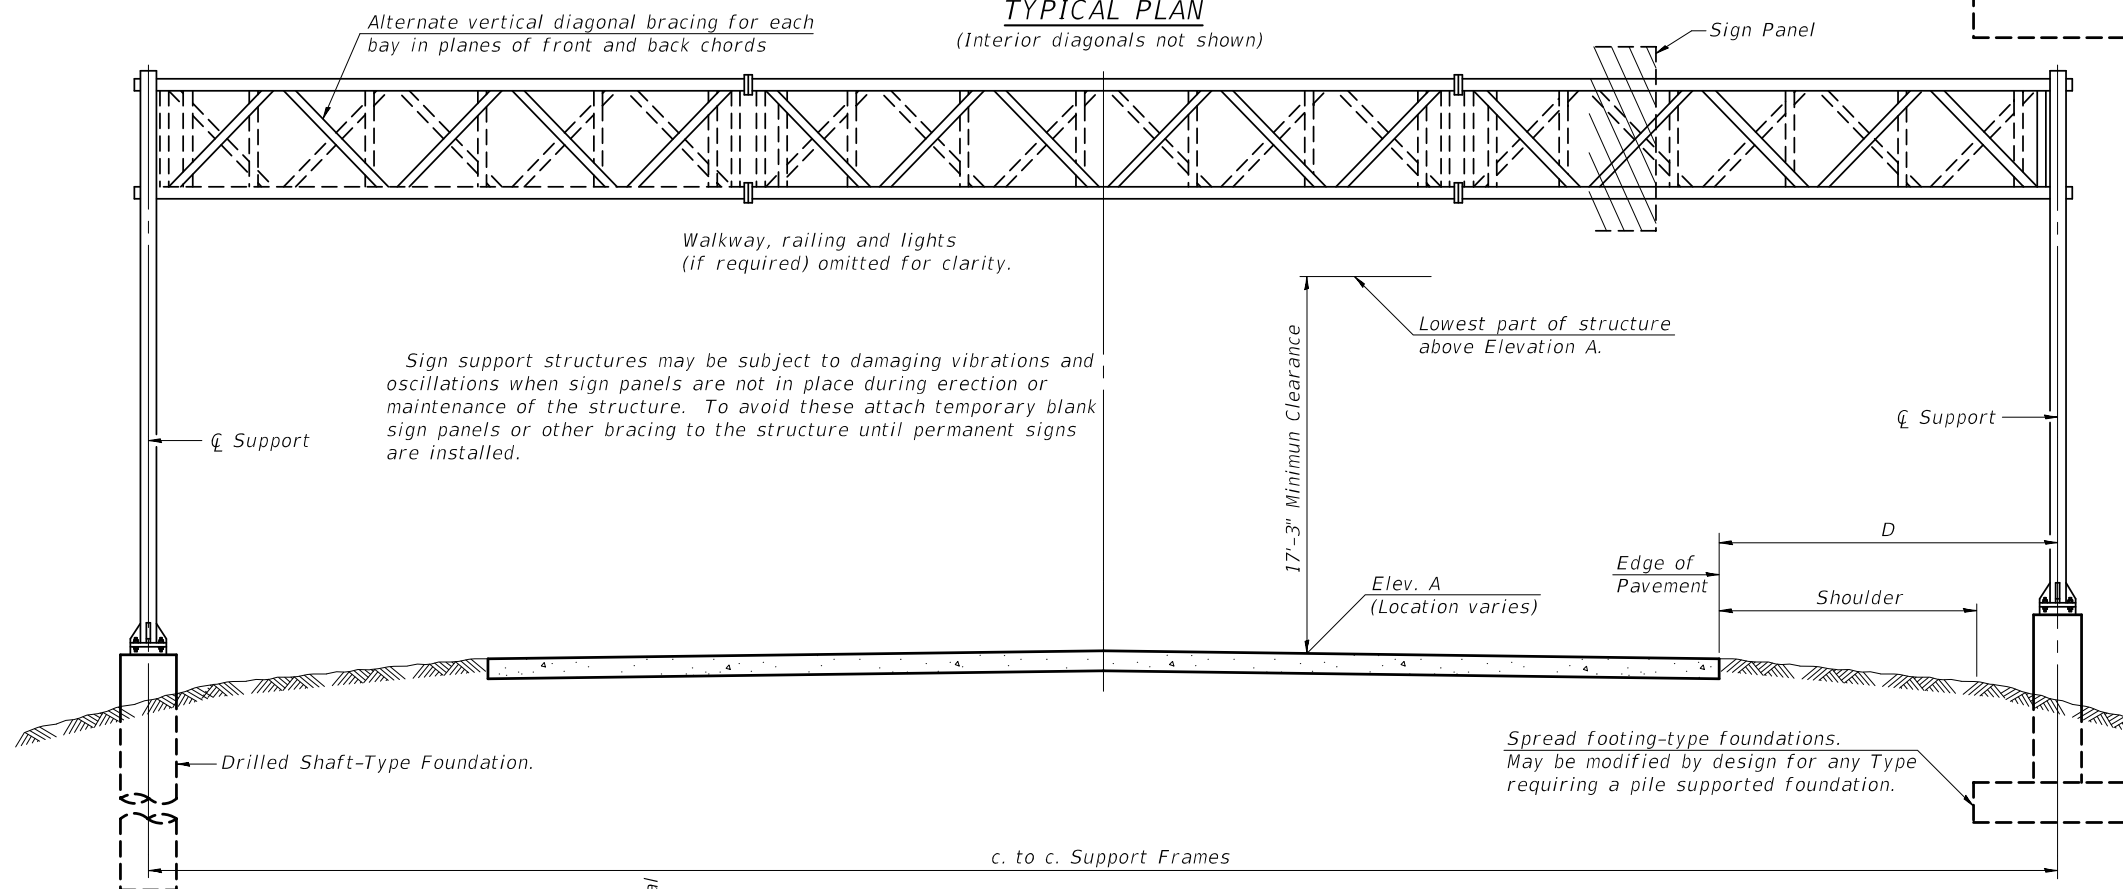 TYPICAL PLAN
(Interior diagonals not shown)
Alternate vertical diagonal bracing for each
bay in planes of front and back chords
Sign Panel
Walkway, railing and lights
(if required) omitted for clarity.
Lowest part of structure
above Elevation A.
17'-3" Minimun Clearance
Sign support structures may be subject to damaging vibrations and
oscillations when sign panels are not in place during erection or
maintenance of the structure. To avoid these attach temporary blank
sign panels or other bracing to the structure until permanent signs
are installed.
℄ Support
℄ Support
D
Edge of
Pavement
Shoulder
Elev. A
(Location varies)
Drilled Shaft-Type Foundation.
Spread footing-type foundations.
May be modified by design for any Type
requiring a pile supported foundation.
c. to c. Support Frames
al